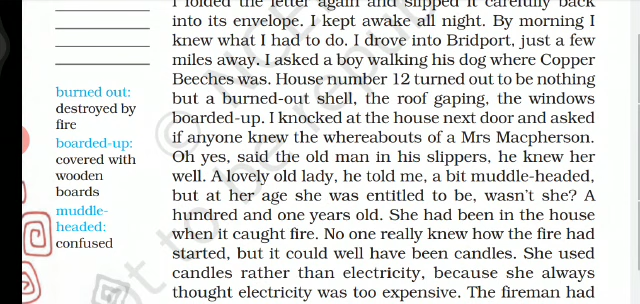 I folded the letter again and slipped it carefully back
into its envelope. I kept awake all night. By morning I
knew what I had to do. I drove into Bridport, just a few
miles away. I asked a boy walking his dog where Copper
Beeches was. House number 12 turned out to be nothing
but a burned-out shell, the roof gaping, the windows
boarded-up. I knocked at the house next door and asked
if anyone knew the whereabouts of a Mrs Macpherson.
Oh yes, said the old man in his slippers, he knew her
well. A lovely old lady, he told me, a bit muddle-headed,
but at her age she was entitled to be, wasn't she? A
hundred and one years old. She had been in the house
when it caught fire. No one really knew how the fire had
started, but it could well have been candles. She used
candles rather than electricity, because she always
thought electricity was too expensive. The fireman had
burned out:
destroyed by
fire
boarded-up:
covered with
wooden
boards
muddle-
headed:
confused